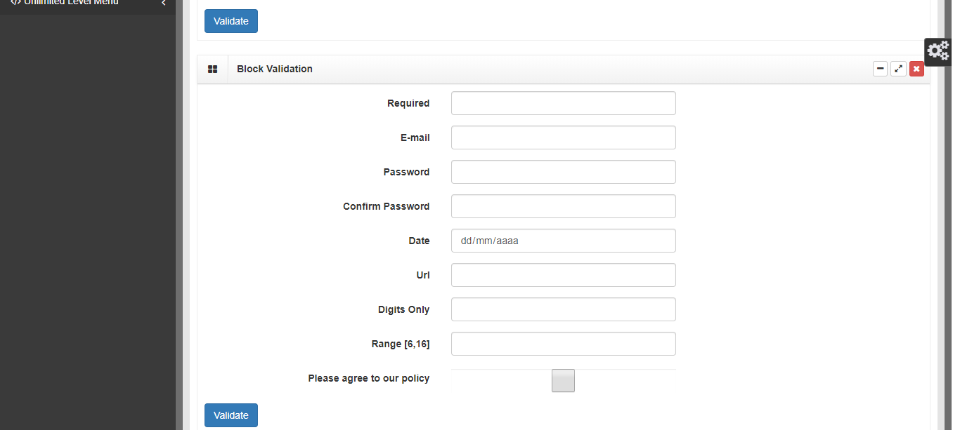 Unlimited Level Menu
Validate
Block Validation
Required
E-mail
Password
Confirm Password
Date
dd/mm/aaaa
Url
Digits Only
Range [6,16]
Please agree to our policy
Validate